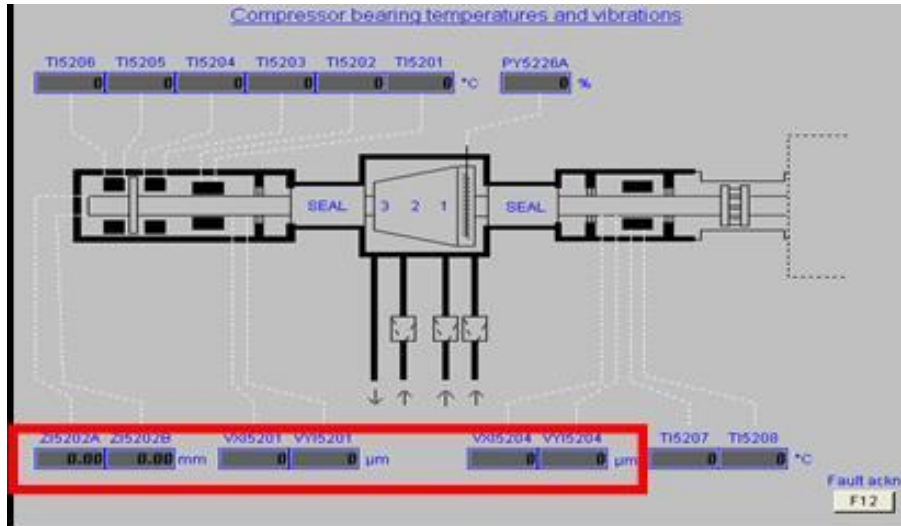 Compressor bearing temperatures and vibrations
TI5206 TI5205 TI5204 TI5203 TI5202 TI5201 PY5226A
0 0 0 0 0 0 °C 0 %
SEAL 3 2 1 SEAL
ZI5202A ZI5202B VXI5201 VYI5201 VXI5204 VYI5204 TI5207 TI5208
0.00 0.00 mm 0 0 µm 0 0 µm 0 0 °C
Fault ackn
F12